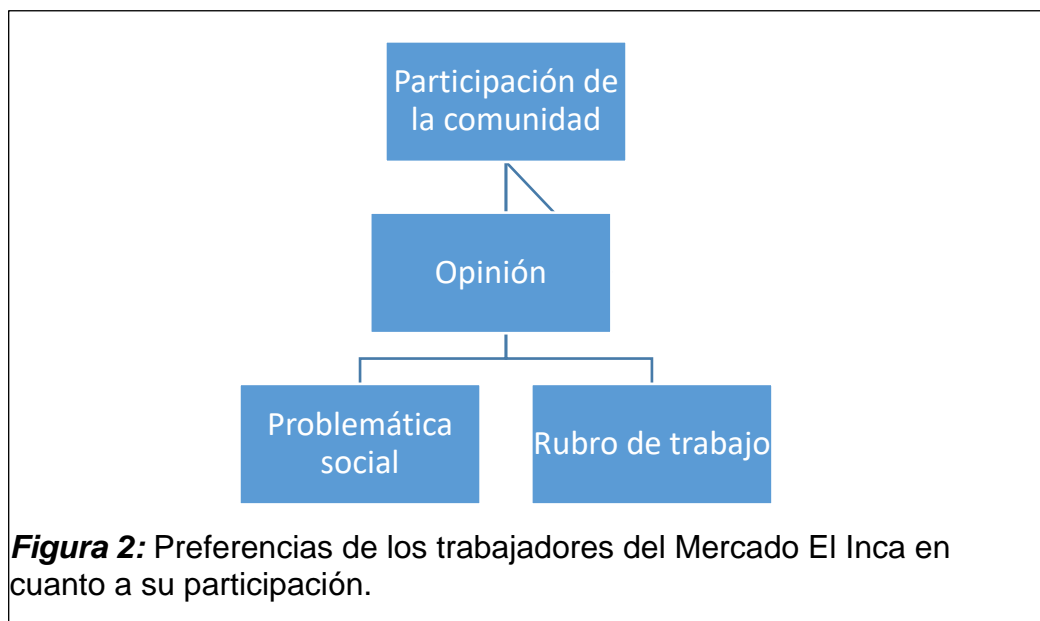 Participación de
la comunidad
Opinión
Problemática
social
Rubro de trabajo
Figura 2: Preferencias de los trabajadores del Mercado El Inca en
cuanto a su participación.